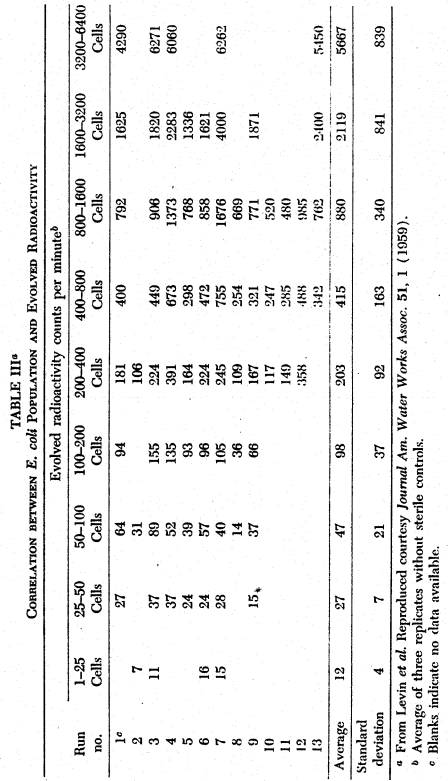 TABLE III^a
CORRELATION BETWEEN E. coli POPULATION AND EVOLVED RADIOACTIVITY
Evolved radioactivity counts per minute^b
Run 1–25 25–50 50–100 100–200 200–400 400–800 800–1600 1600–3200 3200–6400
no. Cells Cells Cells Cells Cells Cells Cells Cells Cells
1^c 27 64 94 181 400 792 1625 4290
2 7 31 106
3 11 37 89 155 224 449 906 1820 6271
4 37 52 135 391 673 1373 2283 6060
5 24 39 93 164 298 768 1336
6 16 24 57 96 224 472 858 1621
7 15 28 40 105 245 755 1676 4000 6262
8 14 36 109 254 669
9 15 37 66 167 321 771 1871
10 117 247 520
11 149 285 480
12 358 488 985
13 342 762 2400 5450
Average 12 27 47 98 203 415 880 2119 5667
Standard
deviation 4 7 21 37 92 163 340 841 839
a From Levin et al. Reproduced courtesy Journal Am. Water Works Assoc. 51, 1 (1959).
b Average of three replicates without sterile controls.
c Blanks indicate no data available.